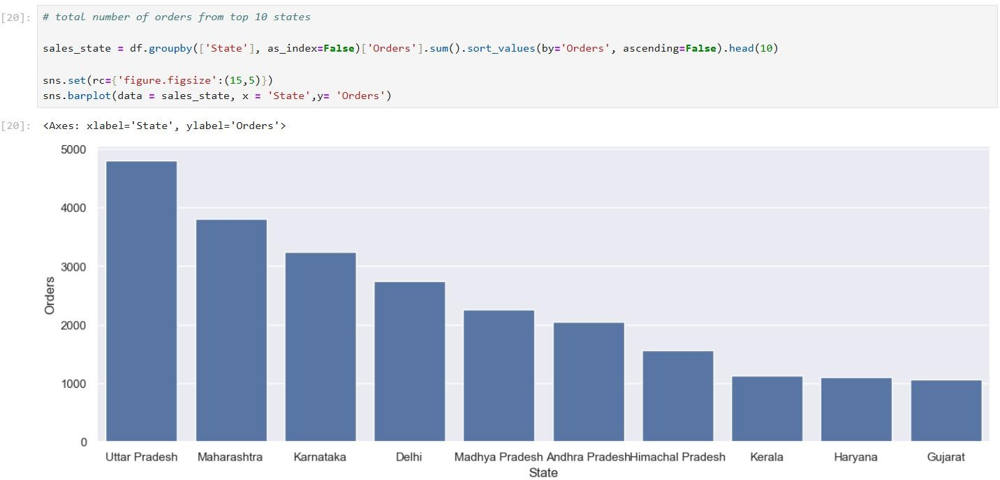 [20]: # total number of orders from top 10 states
sales_state = df.groupby(['State'], as_index=False)['Orders'].sum().sort_values(by='Orders', ascending=False).head(10)
sns.set(rc={'figure.figsize':(15,5)})
sns.barplot(data = sales_state, x = 'State',y= 'Orders')
[20]: <Axes: xlabel='State', ylabel='Orders'>
5000
4000
3000
2000
1000
0
Orders
Uttar Pradesh Maharashtra Karnataka Delhi Madhya Pradesh Andhra Pradesh Himachal Pradesh Kerala Haryana Gujarat
State